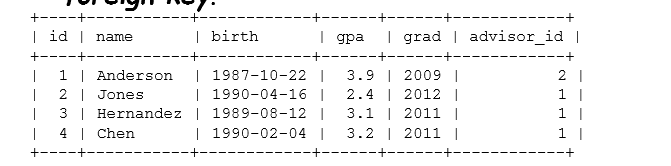 foreign key.
+----+-----------+------------+------+------+------------+
| id | name      | birth      | gpa  | grad | advisor_id |
+----+-----------+------------+------+------+------------+
|  1 | Anderson  | 1987-10-22 |  3.9 | 2009 |          2 |
|  2 | Jones     | 1990-04-16 |  2.4 | 2012 |          1 |
|  3 | Hernandez | 1989-08-12 |  3.1 | 2011 |          1 |
|  4 | Chen      | 1990-02-04 |  3.2 | 2011 |          1 |
+----+-----------+------------+------+------+------------+